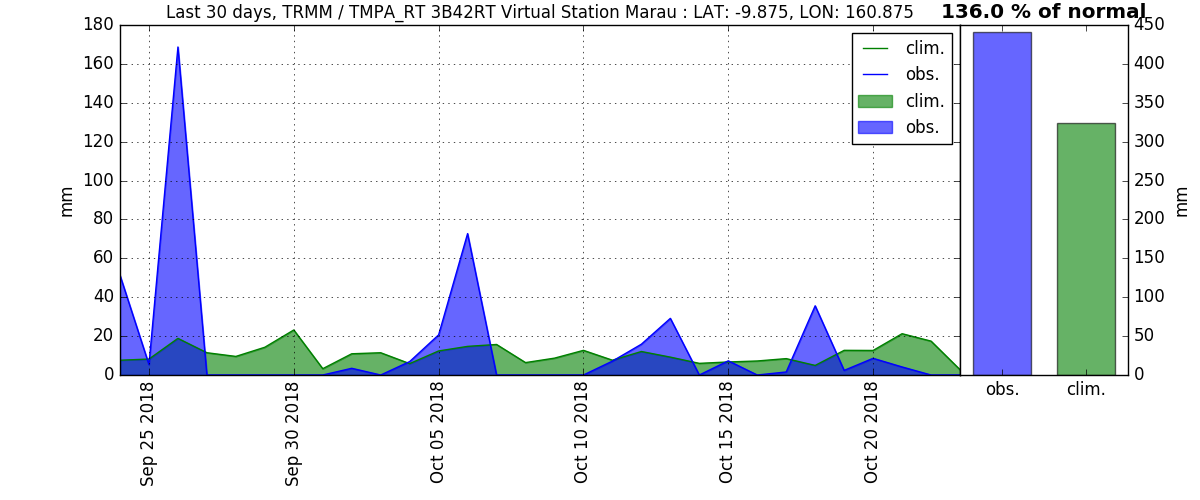 Last 30 days, TRMM / TMPA_RT 3B42RT Virtual Station Marau : LAT: -9.875, LON: 160.875
136.0 % of normal
180
160
140
120
100
80
60
40
20
0
mm
clim.
obs.
clim.
obs.
450
400
350
300
250
200
150
100
50
0
mm
obs.
clim.
Sep 25 2018
Sep 30 2018
Oct 05 2018
Oct 10 2018
Oct 15 2018
Oct 20 2018